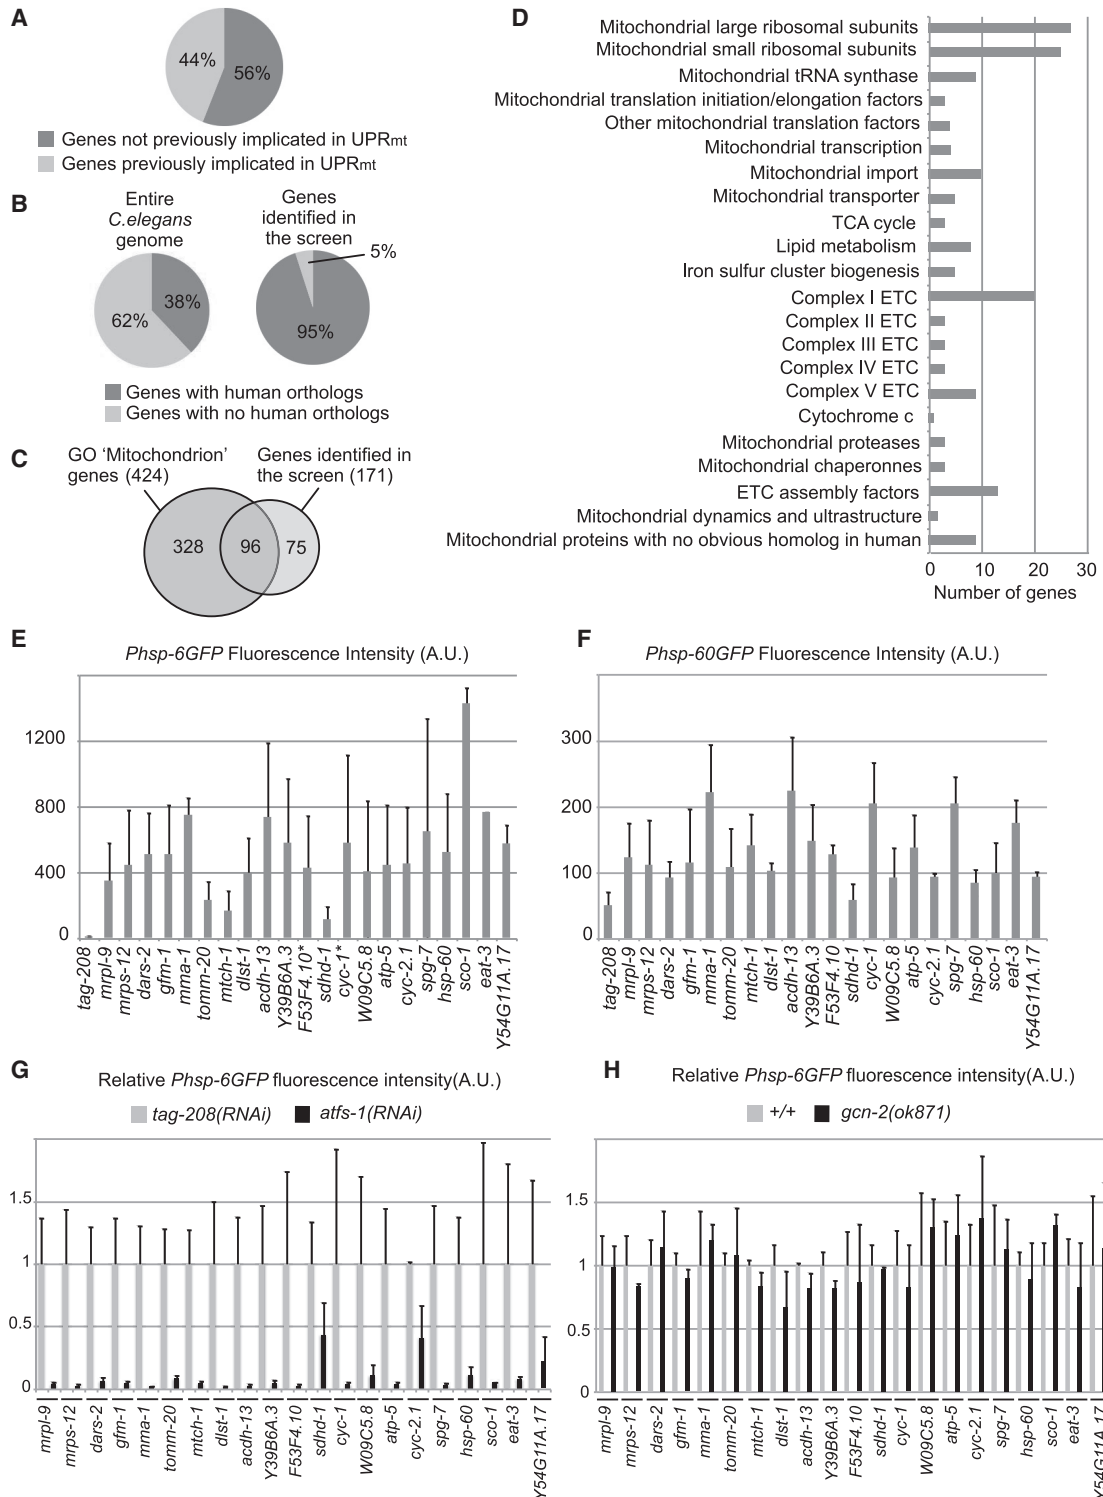 A
44%
56%
Genes not previously implicated in UPRmt
Genes previously implicated in UPRmt
B
Entire
C.elegans
genome
Genes
identified in
the screen
5%
38%
62%
95%
Genes with human orthologs
Genes with no human orthologs
C
GO 'Mitochondrion'
genes (424)
Genes identified in
the screen (171)
328
96
75
D
Mitochondrial large ribosomal subunits
Mitochondrial small ribosomal subunits
Mitochondrial tRNA synthase
Mitochondrial translation initiation/elongation factors
Other mitochondrial translation factors
Mitochondrial transcription
Mitochondrial import
Mitochondrial transporter
TCA cycle
Lipid metabolism
Iron sulfur cluster biogenesis
Complex I ETC
Complex II ETC
Complex III ETC
Complex IV ETC
Complex V ETC
Cytochrome c
Mitochondrial proteases
Mitochondrial chaperonnes
ETC assembly factors
Mitochondrial dynamics and ultrastructure
Mitochondrial proteins with no obvious homolog in human
0 10 20 30
Number of genes
E
Phsp-6GFP Fluorescence Intensity (A.U.)
1200
800
400
0
tag-208
mrpl-9
mrps-12
dars-2
gfm-1
mma-1
tomm-20
mtch-1
dlst-1
acdh-13
Y39B6A.3
F53F4.10*
sdhd-1
cyc-1*
W09C5.8
atp-5
cyc-2.1
spg-7
hsp-60
sco-1
eat-3
Y54G11A.17
F
Phsp-60GFP Fluorescence Intensity (A.U.)
300
200
100
0
tag-208
mrpl-9
mrps-12
dars-2
gfm-1
mma-1
tomm-20
mtch-1
dlst-1
acdh-13
Y39B6A.3
F53F4.10
sdhd-1
cyc-1
W09C5.8
atp-5
cyc-2.1
spg-7
hsp-60
sco-1
eat-3
Y54G11A.17
G
Relative Phsp-6GFP fluorescence intensity(A.U.)
tag-208(RNAi) atfs-1(RNAi)
1.5
1
0.5
0
mrpl-9
mrps-12
dars-2
gfm-1
mma-1
tomm-20
mtch-1
dlst-1
acdh-13
Y39B6A.3
F53F4.10
sdhd-1
cyc-1
W09C5.8
atp-5
cyc-2.1
spg-7
hsp-60
sco-1
eat-3
Y54G11A.17
H
Relative Phsp-6GFP fluorescence intensity(A.U.)
+/+ gcn-2(ok871)
1.5
1
0.5
0
mrpl-9
mrps-12
dars-2
gfm-1
mma-1
tomm-20
mtch-1
dlst-1
acdh-13
Y39B6A.3
F53F4.10
sdhd-1
cyc-1
W09C5.8
atp-5
cyc-2.1
spg-7
hsp-60
sco-1
eat-3
Y54G11A.17